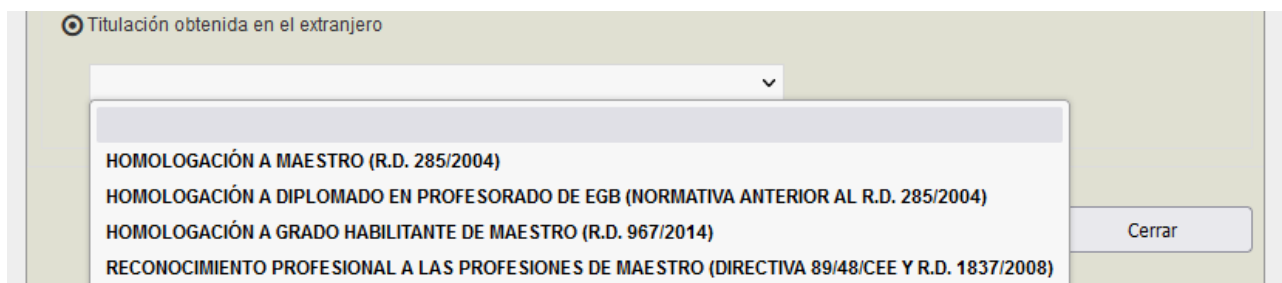 Titulación obtenida en el extranjero
HOMOLOGACIÓN A MAESTRO (R.D. 285/2004)
HOMOLOGACIÓN A DIPLOMADO EN PROFESORADO DE EGB (NORMATIVA ANTERIOR AL R.D. 285/2004)
HOMOLOGACIÓN A GRADO HABILITANTE DE MAESTRO (R.D. 967/2014)
Cerrar
RECONOCIMIENTO PROFESIONAL A LAS PROFESIONES DE MAESTRO (DIRECTIVA 89/48/CEE Y R.D. 1837/2008)